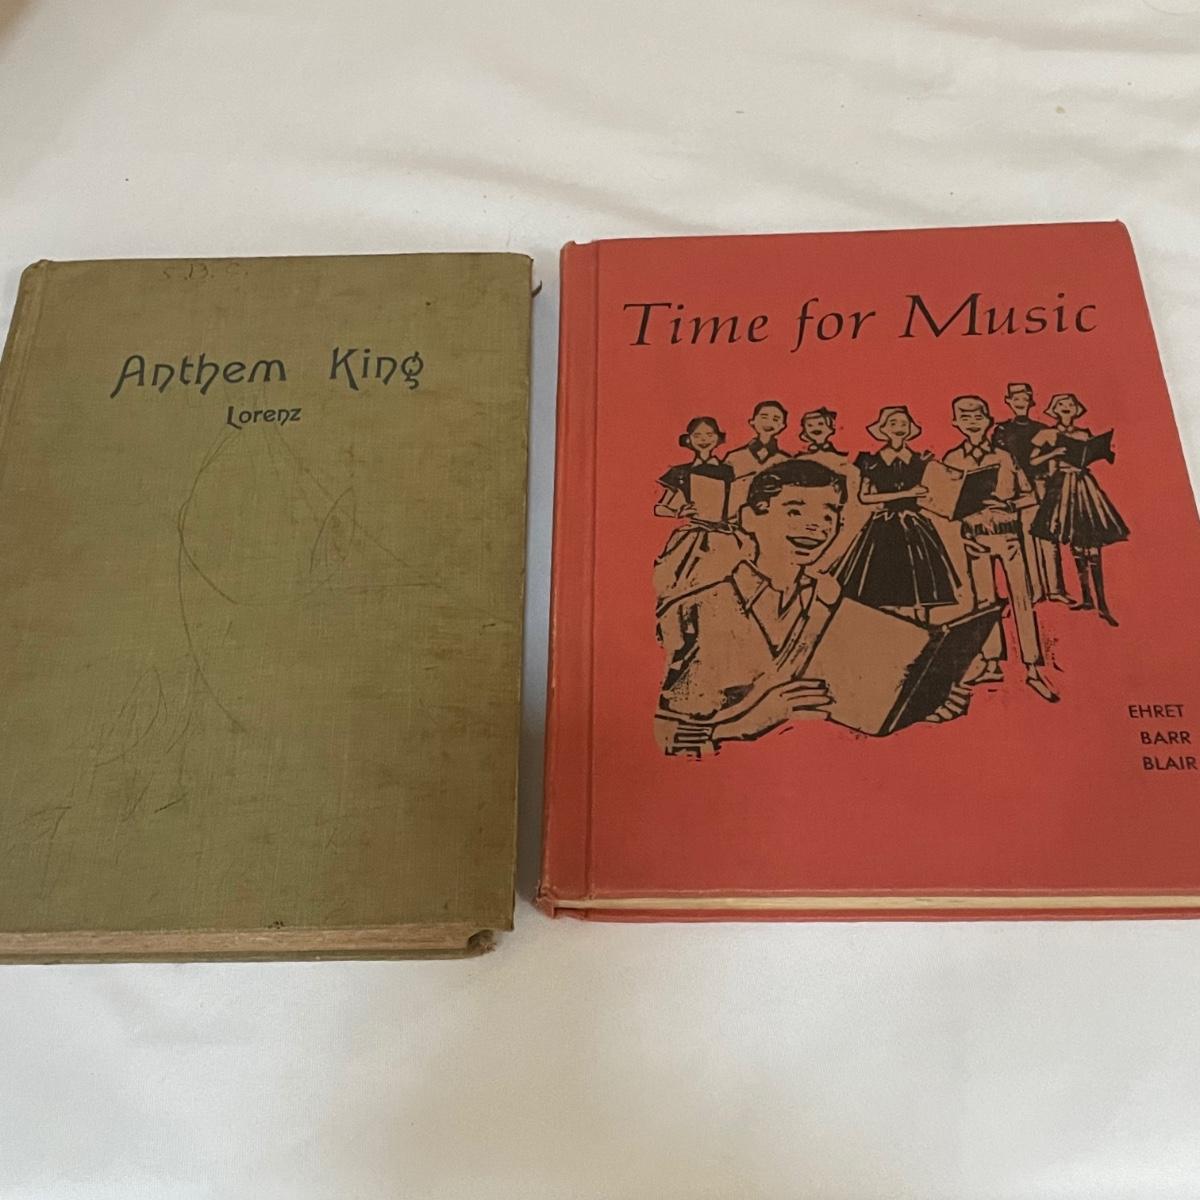 S.B.C.
Anthem King
Lorenz
Time for Music
EHRET
BARR
BLAIR